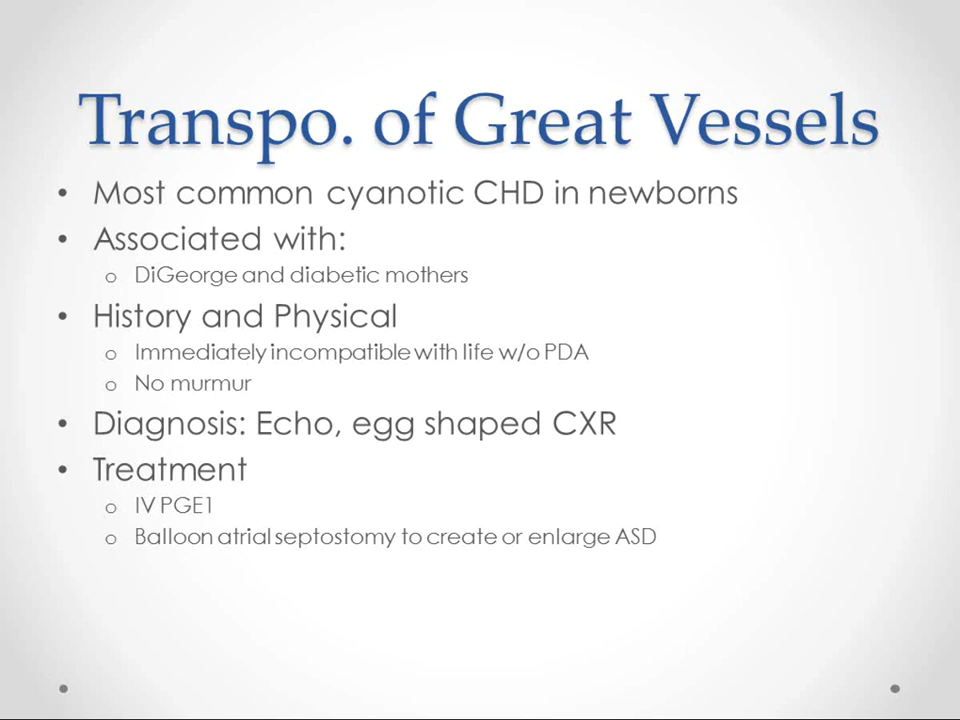 Transpo. of Great Vessels
• Most common cyanotic CHD in newborns
• Associated with:
o DiGeorge and diabetic mothers
• History and Physical
o Immediately incompatible with life w/o PDA
o No murmur
• Diagnosis: Echo, egg shaped CXR
• Treatment
o IV PGE1
o Balloon atrial septostomy to create or enlarge ASD